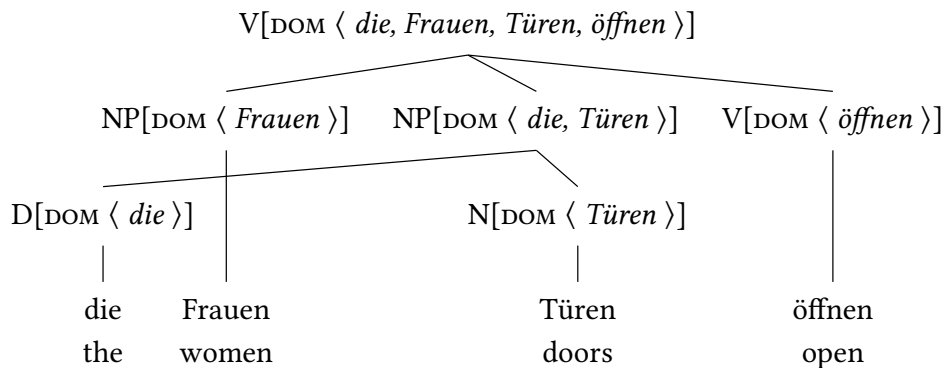 V[DOM ⟨ die, Frauen, Türen, öffnen ⟩]
NP[DOM ⟨ Frauen ⟩] NP[DOM ⟨ die, Türen ⟩] V[DOM ⟨ öffnen ⟩]
D[DOM ⟨ die ⟩] N[DOM ⟨ Türen ⟩]
die Frauen Türen öffnen
the women doors open